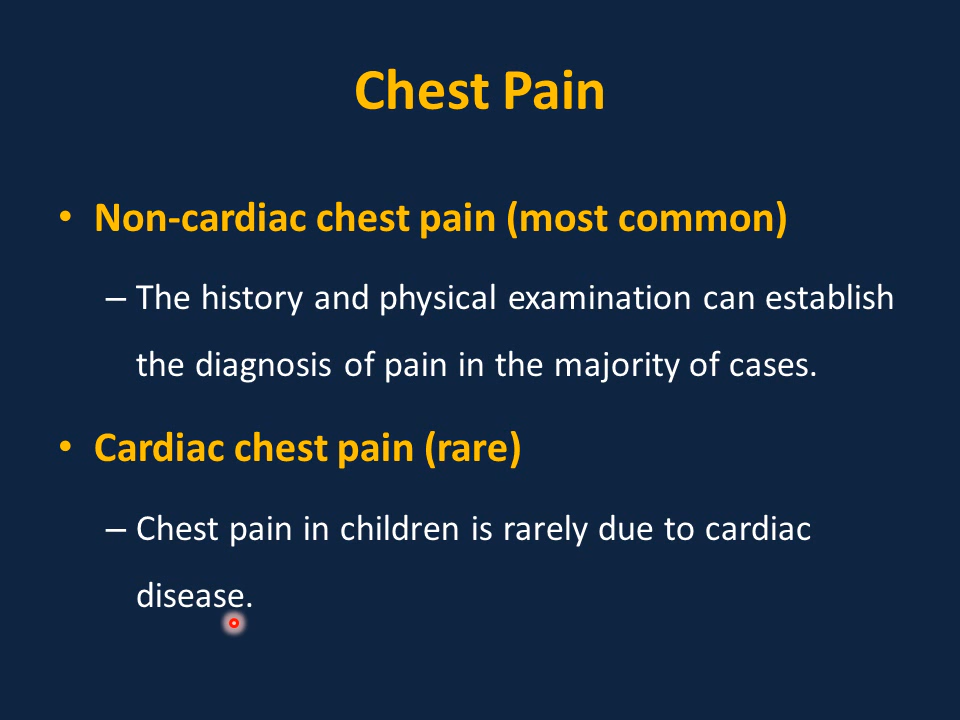 Chest Pain
• Non-cardiac chest pain (most common)
– The history and physical examination can establish
the diagnosis of pain in the majority of cases.
• Cardiac chest pain (rare)
– Chest pain in children is rarely due to cardiac
disease.